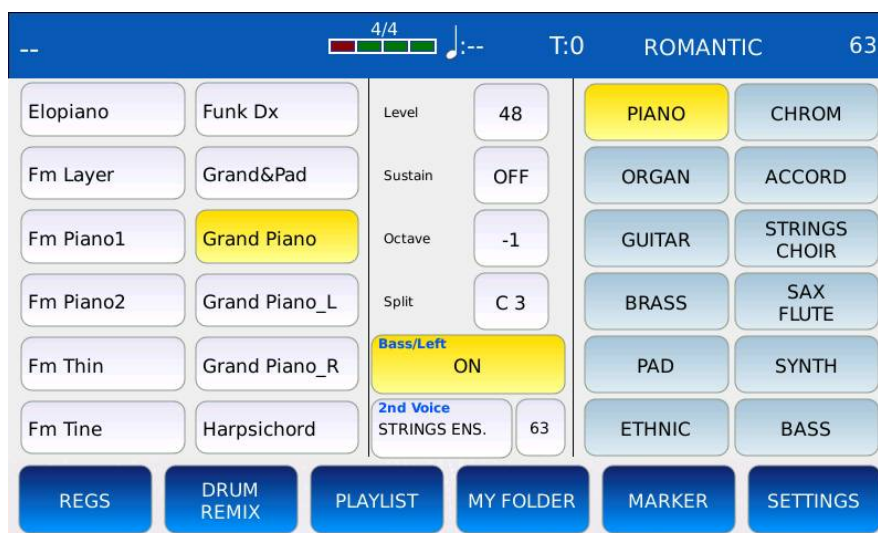 --
4/4
:--
T:0
ROMANTIC
63
Elopiano
Funk Dx
Fm Layer
Grand&Pad
Fm Piano1
Grand Piano
Fm Piano2
Grand Piano_L
Fm Thin
Grand Piano_R
Fm Tine
Harpsichord
Level
48
Sustain
OFF
Octave
-1
Split
C 3
Bass/Left
ON
2nd Voice
STRINGS ENS.
63
PIANO
CHROM
ORGAN
ACCORD
GUITAR
STRINGS
CHOIR
BRASS
SAX
FLUTE
PAD
SYNTH
ETHNIC
BASS
REGS
DRUM
REMIX
PLAYLIST
MY FOLDER
MARKER
SETTINGS